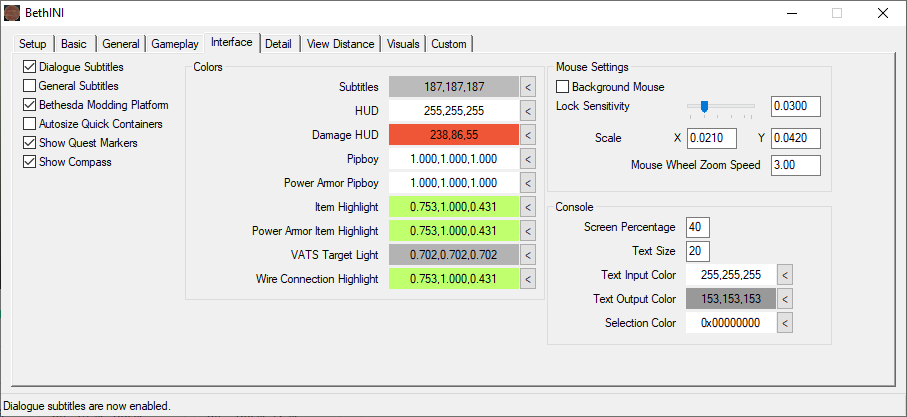 BethINI
Setup Basic General Gameplay Interface Detail View Distance Visuals Custom
Dialogue Subtitles
General Subtitles
Bethesda Modding Platform
Autosize Quick Containers
Show Quest Markers
Show Compass
Colors
Subtitles 187,187,187 <
HUD 255,255,255 <
Damage HUD 238,86,55 <
Pipboy 1.000,1.000,1.000 <
Power Armor Pipboy 1.000,1.000,1.000 <
Item Highlight 0.753,1.000,0.431 <
Power Armor Item Highlight 0.753,1.000,0.431 <
VATS Target Light 0.702,0.702,0.702 <
Wire Connection Highlight 0.753,1.000,0.431 <
Mouse Settings
Background Mouse
Lock Sensitivity 0.0300
Scale X 0.0210 Y 0.0420
Mouse Wheel Zoom Speed 3.00
Console
Screen Percentage 40
Text Size 20
Text Input Color 255,255,255 <
Text Output Color 153,153,153 <
Selection Color 0x00000000 <
Dialogue subtitles are now enabled.